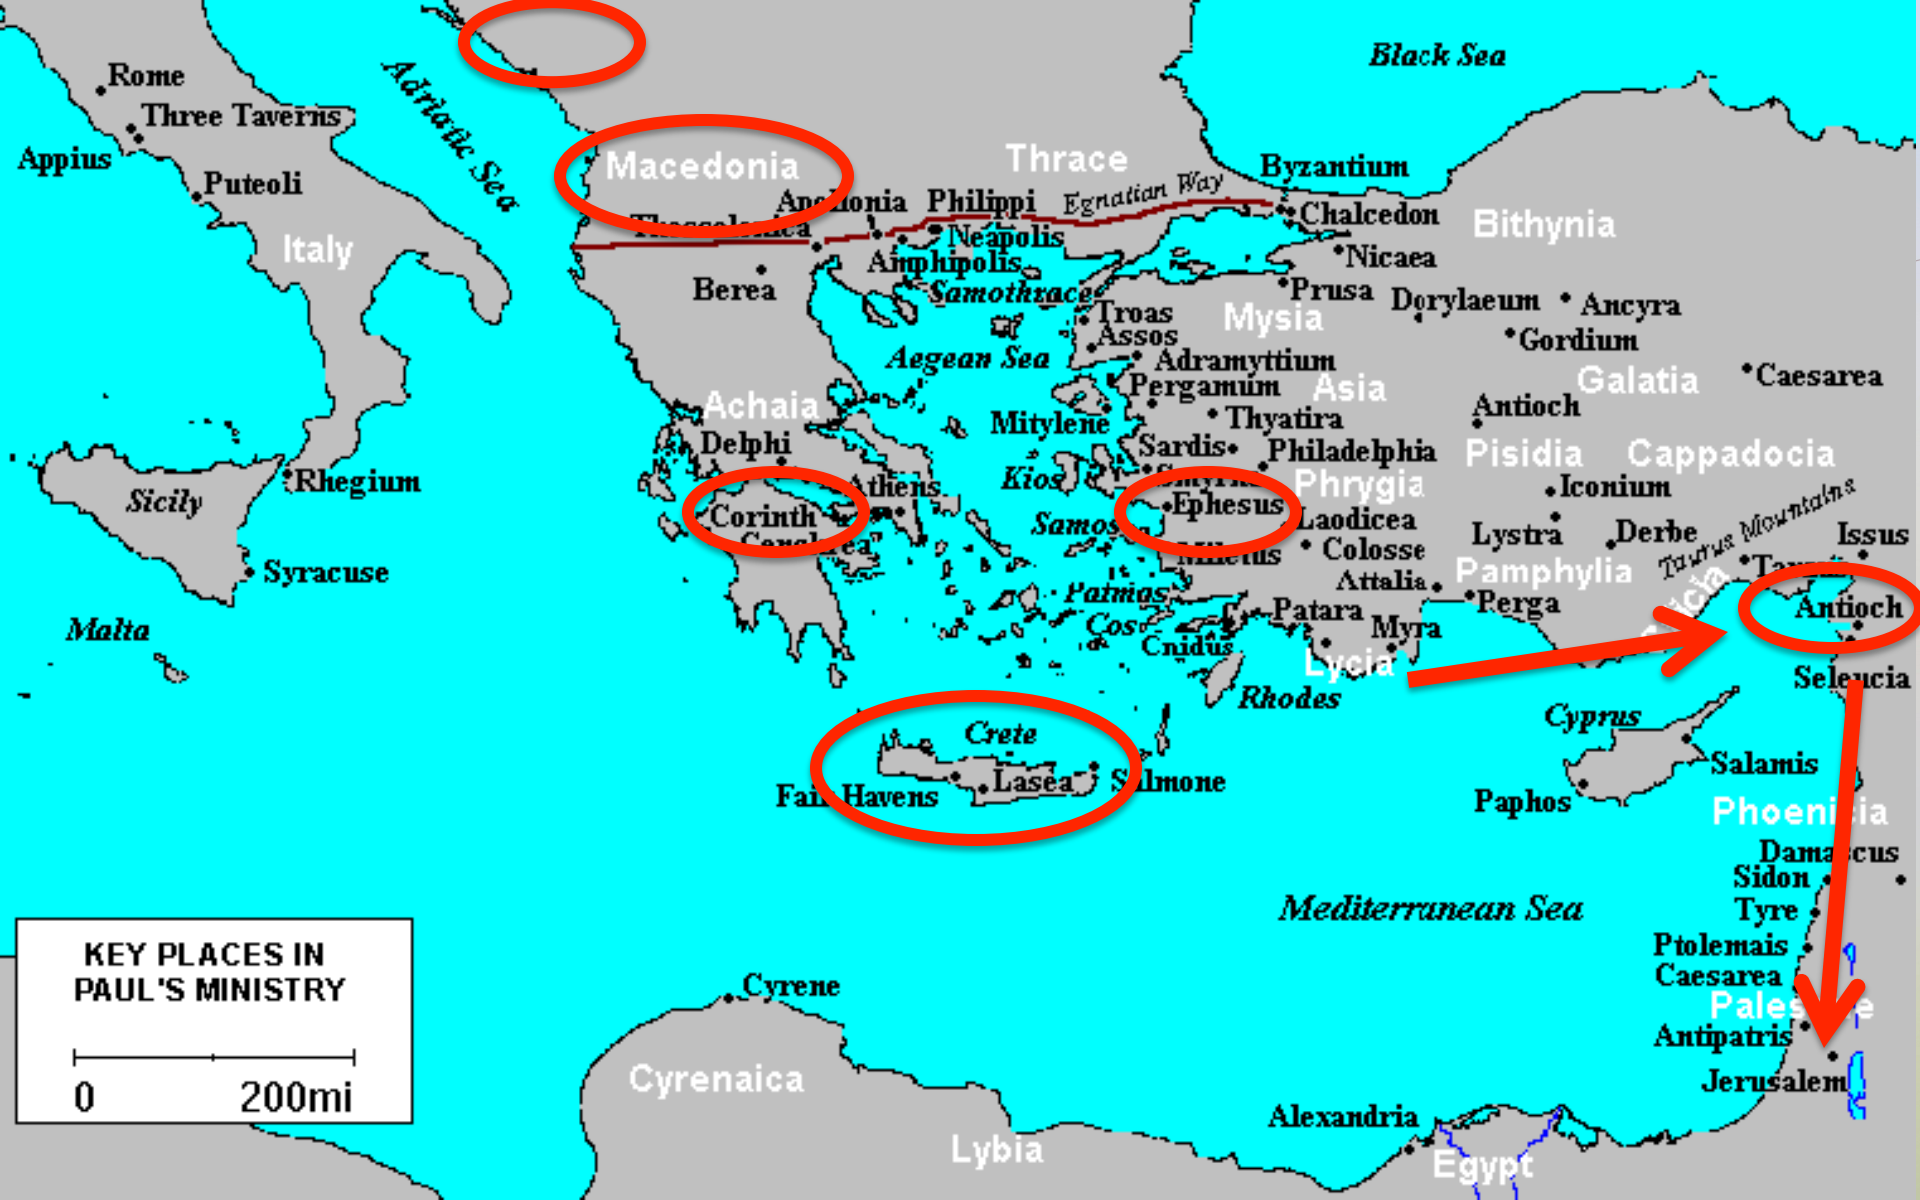 Black Sea
Rome
Three Taverns
Appius
Puteoli
Italy
Adriatic Sea
Macedonia
Thrace
Egnatian Way
Byzantium
Chalcedon
Bithynia
Philippi
Neapolis
Amphipolis
Nicaea
Berea
Samothrace
Prusa
Dorylaeum
Ancyra
Troas
Mysia
Assos
Gordium
Aegean Sea
Adramyttium
Pergamum
Asia
Galatia
Caesarea
Achaia
Antioch
Mitylene
Thyatira
Delphi
Sardis
Philadelphia
Pisidia
Cappadocia
Kios
Phrygia
Iconium
Rhegium
Sicily
Athens
Corinth
Ephesus
Samos
Laodicea
Lystra
Derbe
Taurus Mountains
Issus
Miletus
Colosse
Syracuse
Attalia
Pamphylia
Patmos
Perga
Antioch
Malta
Cos
Patara
Myra
Cnidus
Lycia
Seleucia
Rhodes
Cyprus
Crete
Salamis
Lasea
Salmone
Fair Havens
Paphos
Phoenicia
Damascus
Sidon
Mediterranean Sea
Tyre
Ptolemais
Caesarea
KEY PLACES IN
PAUL'S MINISTRY
0 200mi
Cyrene
Palestine
Antipatris
Cyrenaica
Jerusalem
Alexandria
Lybia
Egypt